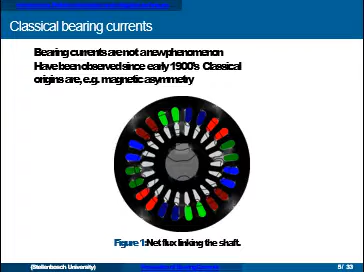 Classical bearing currents
Bearing currents are not a new phenomenon
Have been observed since early 1900's Classical
origins are, e.g. magnetic asymmetry
Figure 1: Net flux linking the shaft.
(Stellenbosch University)
5 / 33